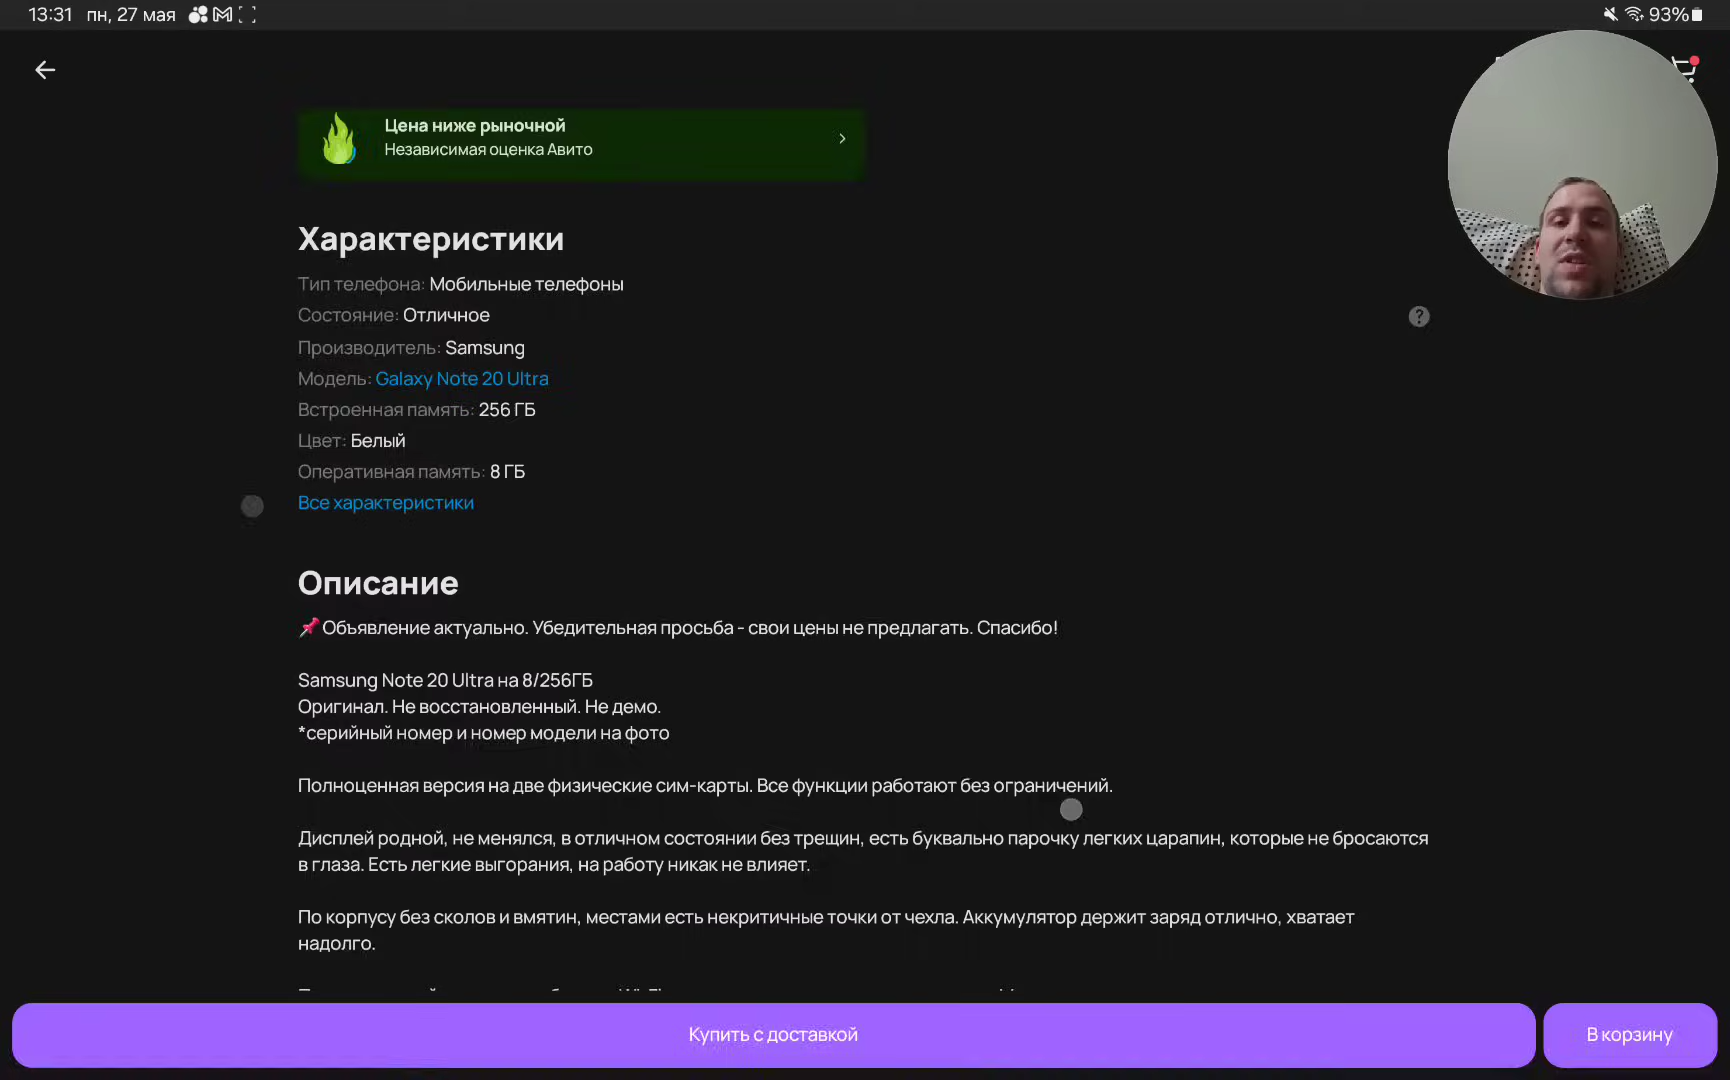 13:31 пн, 27 мая
93%
Цена ниже рыночной
Независимая оценка Авито
Характеристики
Тип телефона: Мобильные телефоны
Состояние: Отличное
?
Производитель: Samsung
Модель: Galaxy Note 20 Ultra
Встроенная память: 256 ГБ
Цвет: Белый
Оперативная память: 8 ГБ
Все характеристики
Описание
📌Объявление актуально. Убедительная просьба - свои цены не предлагать. Спасибо!
Samsung Note 20 Ultra на 8/256ГБ
Оригинал. Не восстановленный. Не демо.
*серийный номер и номер модели на фото
Полноценная версия на две физические сим-карты. Все функции работают без ограничений.
Дисплей родной, не менялся, в отличном состоянии без трещин, есть буквально парочку легких царапин, которые не бросаются
в глаза. Есть легкие выгорания, на работу никак не влияет.
По корпусу без сколов и вмятин, местами есть некритичные точки от чехла. Аккумулятор держит заряд отлично, хватает
надолго.
Купить с доставкой
В корзину